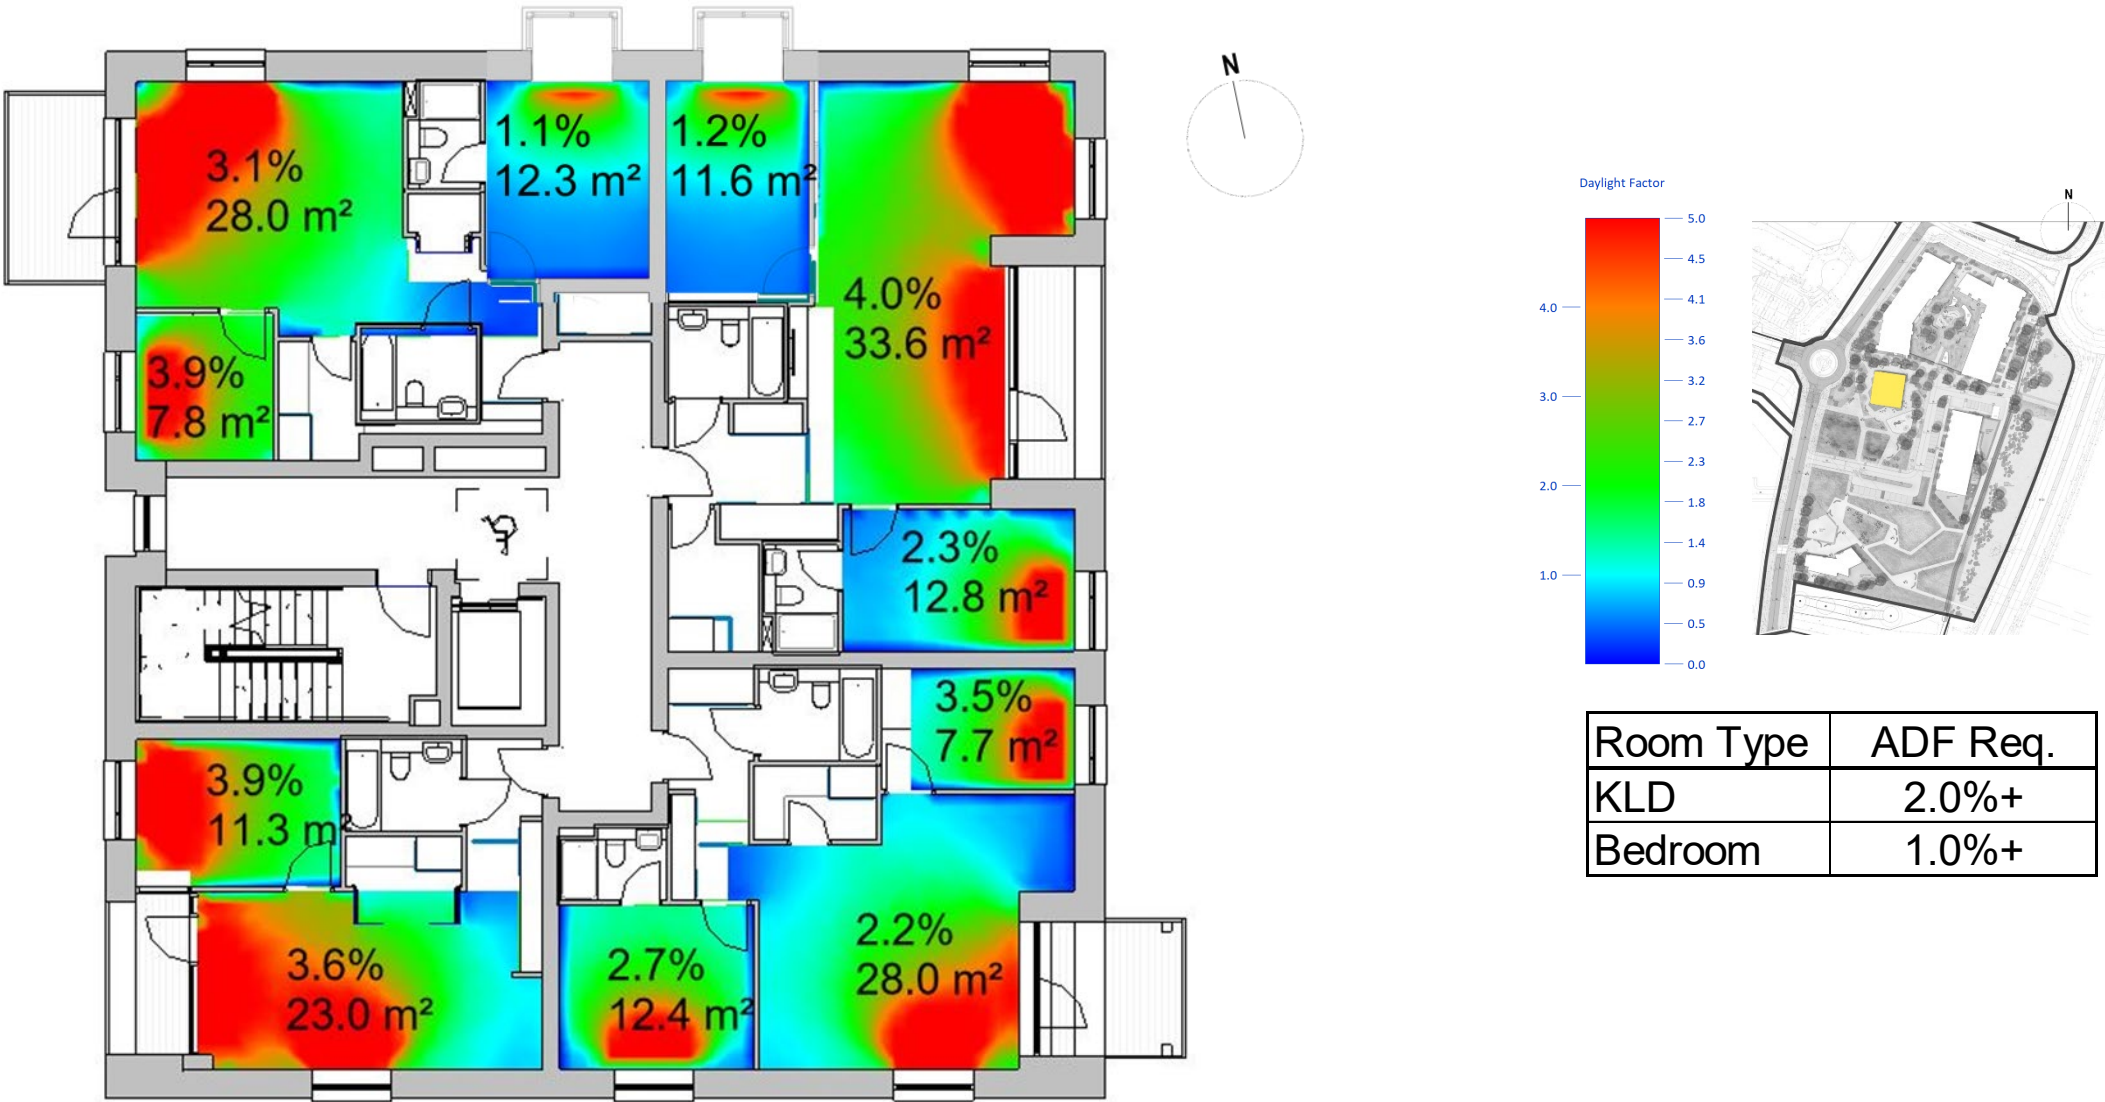 N
3.1%
28.0 m²
1.1%
12.3 m²
1.2%
11.6 m²
4.0%
33.6 m²
3.9%
7.8 m²
2.3%
12.8 m²
3.5%
7.7 m²
3.9%
11.3 m²
3.6%
23.0 m²
2.7%
12.4 m²
2.2%
28.0 m²
Daylight Factor
5.0
4.5
4.1
4.0
3.6
3.2
3.0
2.7
2.3
2.0
1.8
1.4
1.0
0.9
0.5
0.0
N
Room Type ADF Req.
KLD 2.0%+
Bedroom 1.0%+